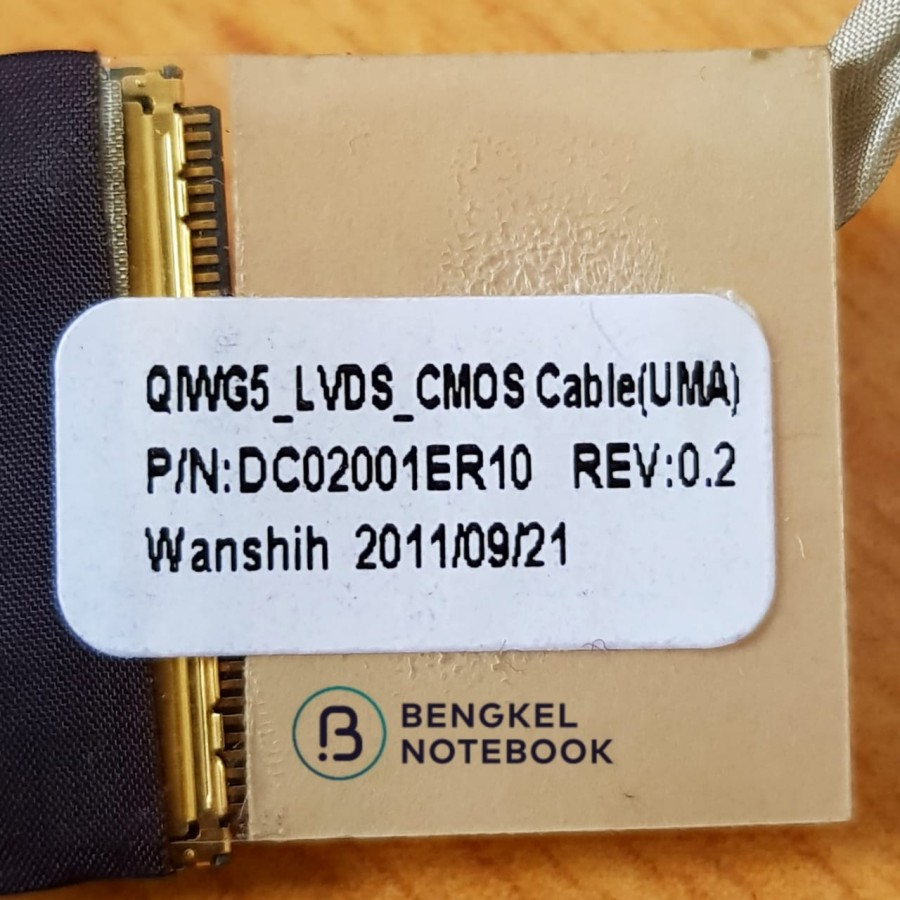 QIWG5_LVDS_CMOS Cable(UMA)
P/N:DC02001ER10 REV:0.2
Wanshih 2011/09/21
BENGKEL
NOTEBOOK